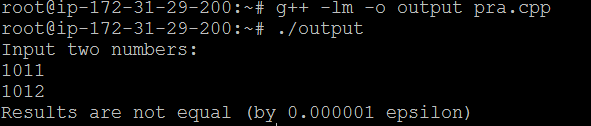 root@ip-172-31-29-200:~# g++ -lm -o output pra.cpp
root@ip-172-31-29-200:~# ./output
Input two numbers:
1011
1012
Results are not equal (by 0.000001 epsilon)